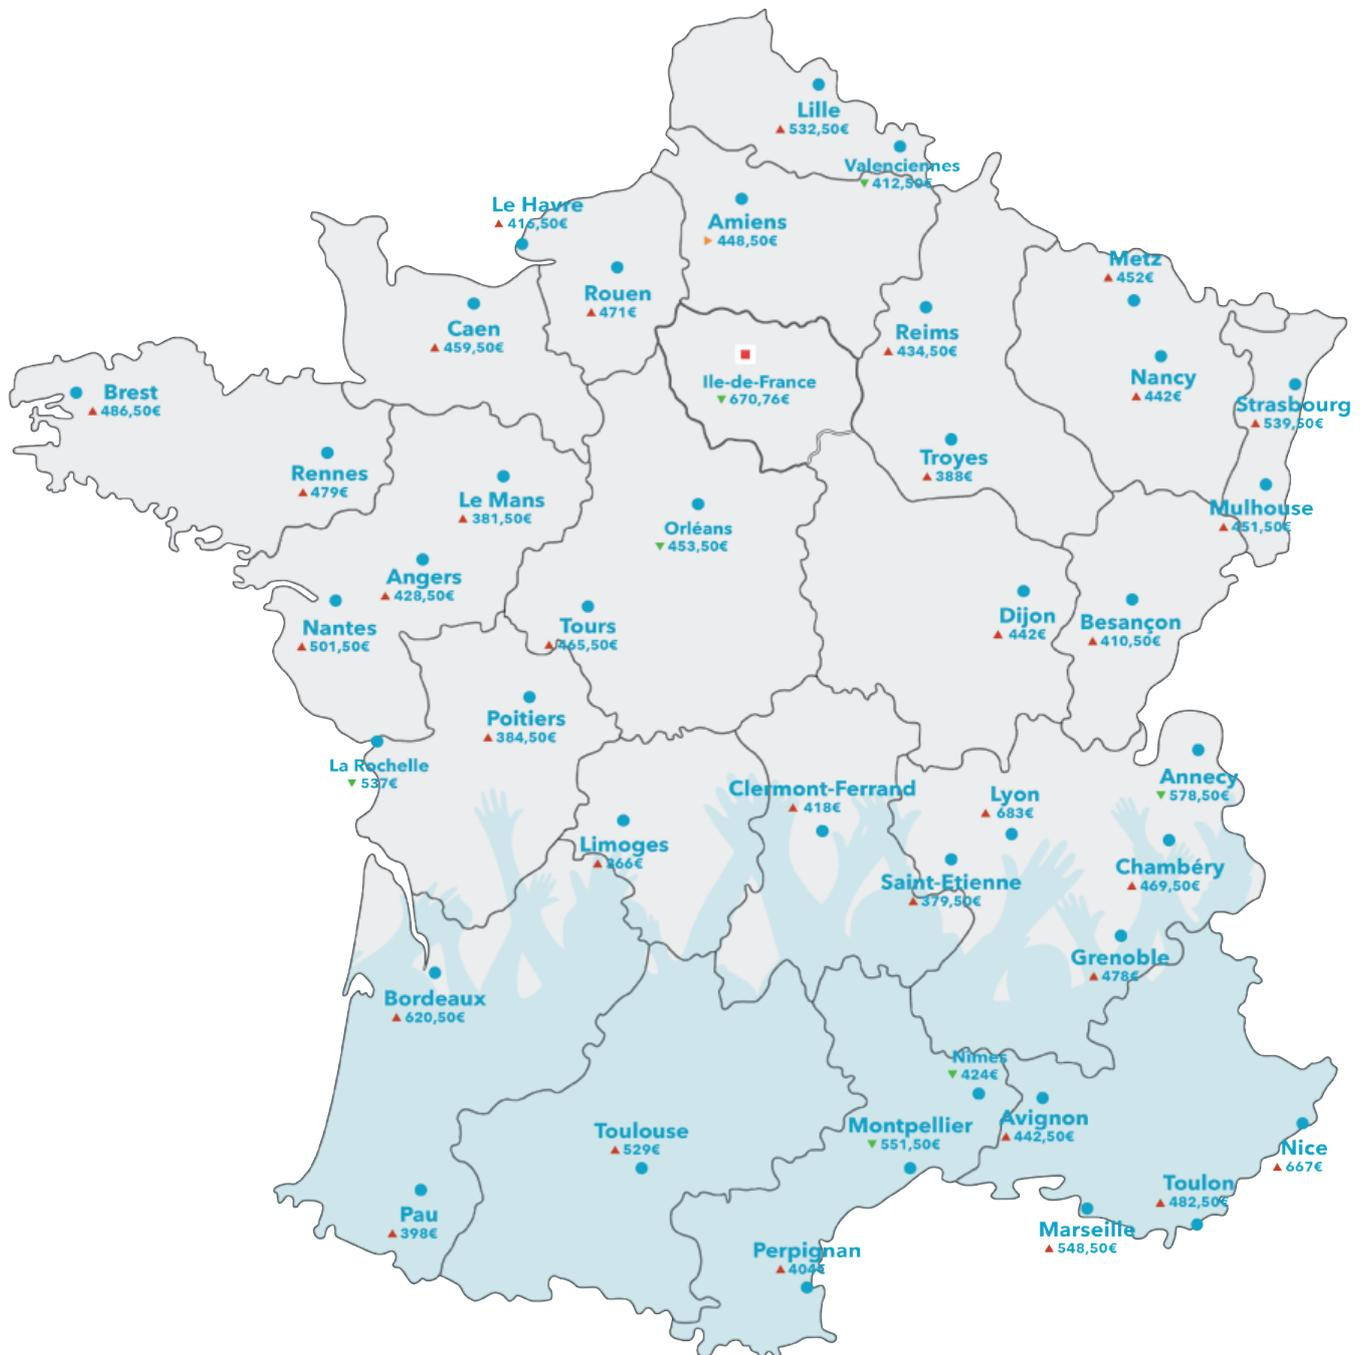 Lille
532,50€
Valenciennes
412,50€
Le Havre
416,50€
Amiens
448,50€
Metz
452€
Rouen
471€
Caen
459,50€
Reims
434,50€
Ile-de-France
670,76€
Nancy
442€
Strasbourg
539,50€
Brest
486,50€
Rennes
479€
Le Mans
381,50€
Troyes
388€
Mulhouse
451,50€
Orléans
453,50€
Angers
428,50€
Nantes
501,50€
Tours
465,50€
Dijon
442€
Besançon
410,50€
Poitiers
384,50€
La Rochelle
537€
Annecy
578,50€
Clermont-Ferrand
418€
Lyon
683€
Limoges
366€
Saint-Etienne
379,50€
Chambéry
469,50€
Grenoble
478€
Bordeaux
620,50€
Nîmes
424€
Toulouse
529€
Montpellier
551,50€
Avignon
442,50€
Nice
667€
Toulon
482,50€
Pau
398€
Marseille
548,50€
Perpignan
404€